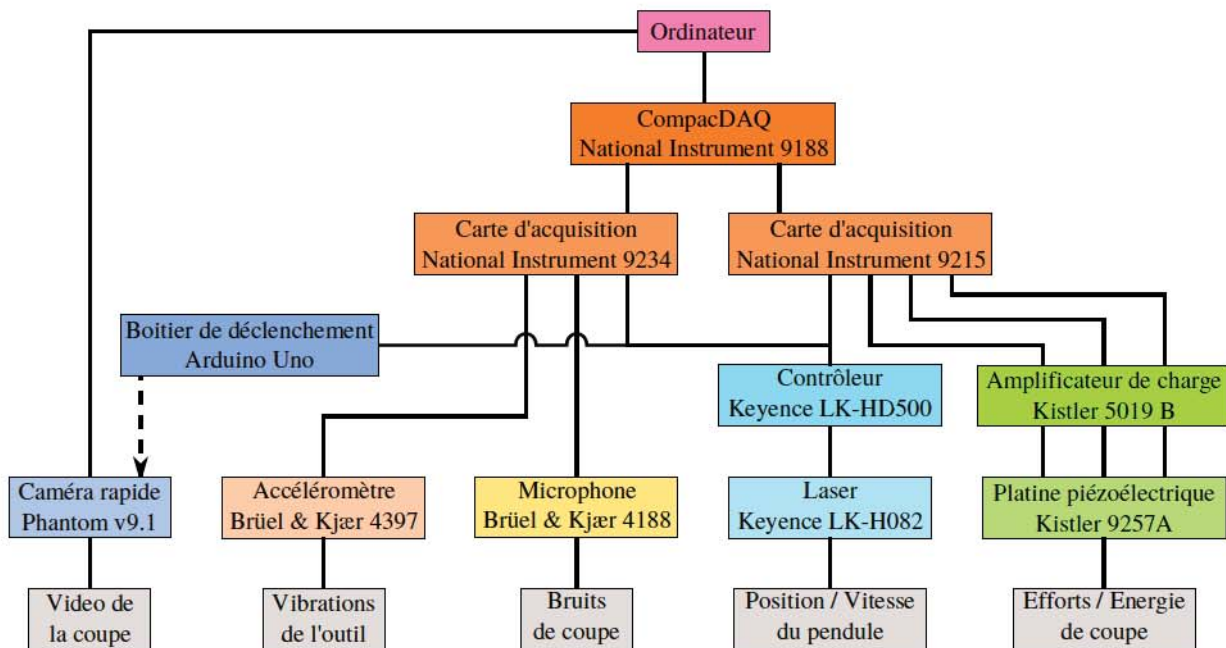 Ordinateur
CompacDAQ
National Instrument 9188
Carte d'acquisition
National Instrument 9234
Carte d'acquisition
National Instrument 9215
Boitier de déclenchement
Arduino Uno
Contrôleur
Keyence LK-HD500
Amplificateur de charge
Kistler 5019 B
Caméra rapide
Phantom v9.1
Accéléromètre
Brüel & Kjær 4397
Microphone
Brüel & Kjær 4188
Laser
Keyence LK-H082
Platine piézoélectrique
Kistler 9257A
Video de
la coupe
Vibrations
de l'outil
Bruits
de coupe
Position / Vitesse
du pendule
Efforts / Energie
de coupe